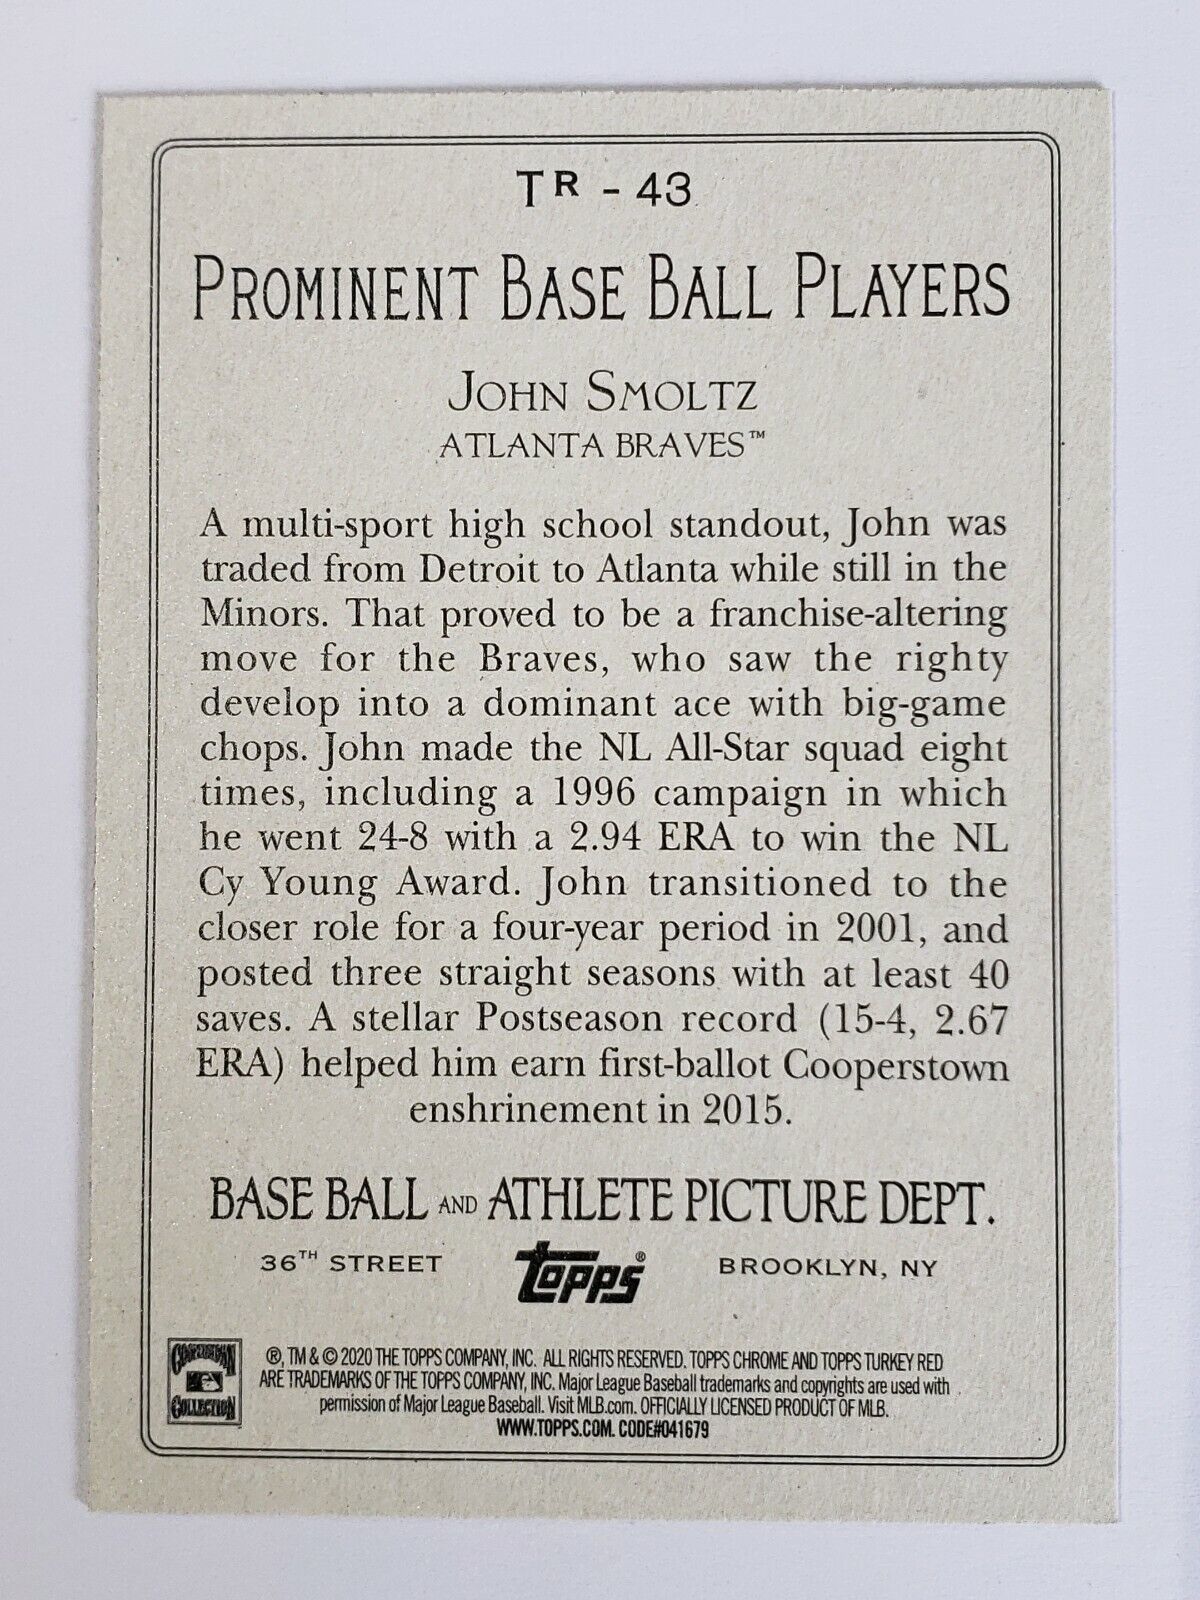 TR - 43
PROMINENT BASE BALL PLAYERS
JOHN SMOLTZ
ATLANTA BRAVES™
A multi-sport high school standout, John was
traded from Detroit to Atlanta while still in the
Minors. That proved to be a franchise-altering
move for the Braves, who saw the righty
develop into a dominant ace with big-game
chops. John made the NL All-Star squad eight
times, including a 1996 campaign in which
he went 24-8 with a 2.94 ERA to win the NL
Cy Young Award. John transitioned to the
closer role for a four-year period in 2001, and
posted three straight seasons with at least 40
saves. A stellar Postseason record (15-4, 2.67
ERA) helped him earn first-ballot Cooperstown
enshrinement in 2015.
BASE BALL AND ATHLETE PICTURE DEPT.
36TH STREET topps® BROOKLYN, NY
COOPERSTOWN
COLLECTION
®, TM & © 2020 THE TOPPS COMPANY, INC. ALL RIGHTS RESERVED. TOPPS CHROME AND TOPPS TURKEY RED
ARE TRADEMARKS OF THE TOPPS COMPANY, INC. Major League Baseball trademarks and copyrights are used with
permission of Major League Baseball. Visit MLB.com. OFFICIALLY LICENSED PRODUCT OF MLB.
WWW.TOPPS.COM. CODE#041679